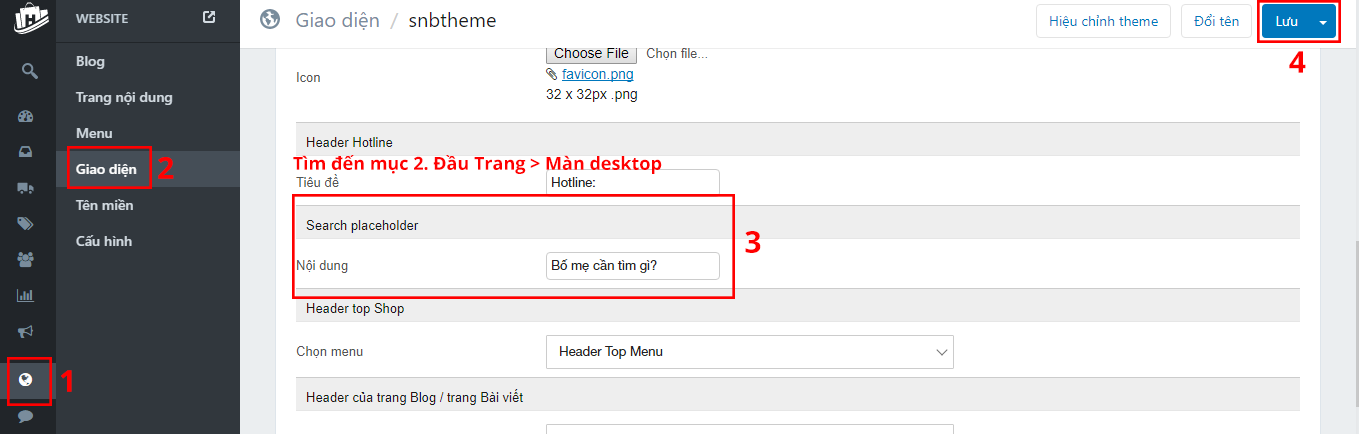 WEBSITE
Blog
Trang nội dung
Menu
Giao diện
2
Tên miền
Cấu hình
1
Giao diện / snbtheme
Hiệu chỉnh theme
Đổi tên
Lưu
4
Choose File Chọn file...
Icon
favicon.png
32 x 32px .png
Header Hotline
Tìm đến mục 2. Đầu Trang > Màn desktop
Tiêu đề Hotline:
Search placeholder
3
Nội dung Bố mẹ cần tìm gì?
Header top Shop
Chọn menu Header Top Menu
Header của trang Blog / trang Bài viết